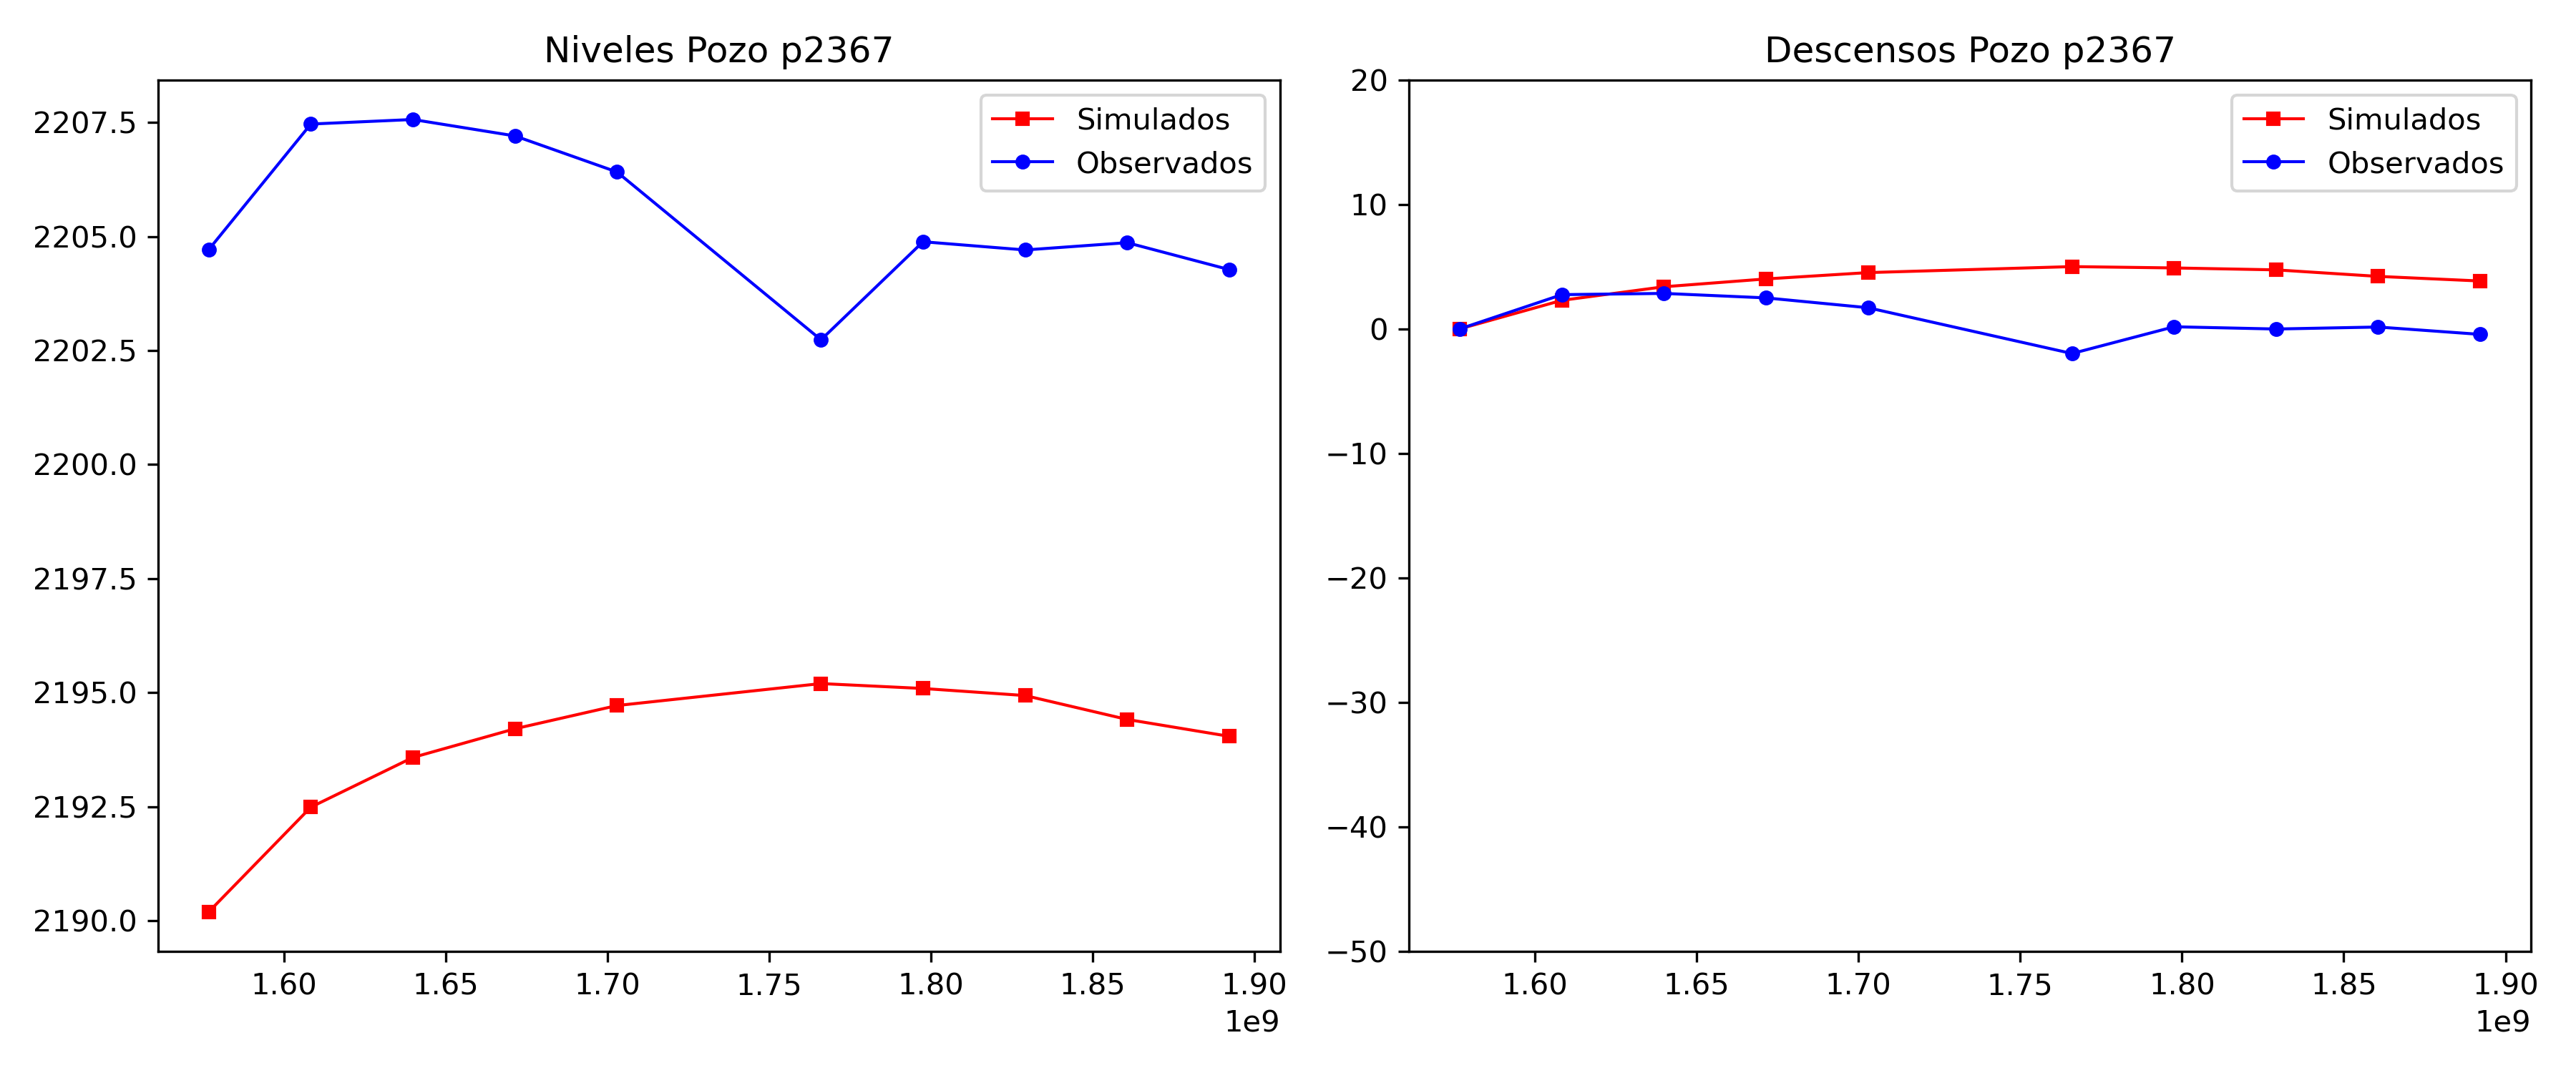 Niveles Pozo p2367
Simulados
Observados
2207.5
2205.0
2202.5
2200.0
2197.5
2195.0
2192.5
2190.0
1.60 1.65 1.70 1.75 1.80 1.85 1.90
1e9
Descensos Pozo p2367
Simulados
Observados
20
10
0
−10
−20
−30
−40
−50
1.60 1.65 1.70 1.75 1.80 1.85 1.90
1e9